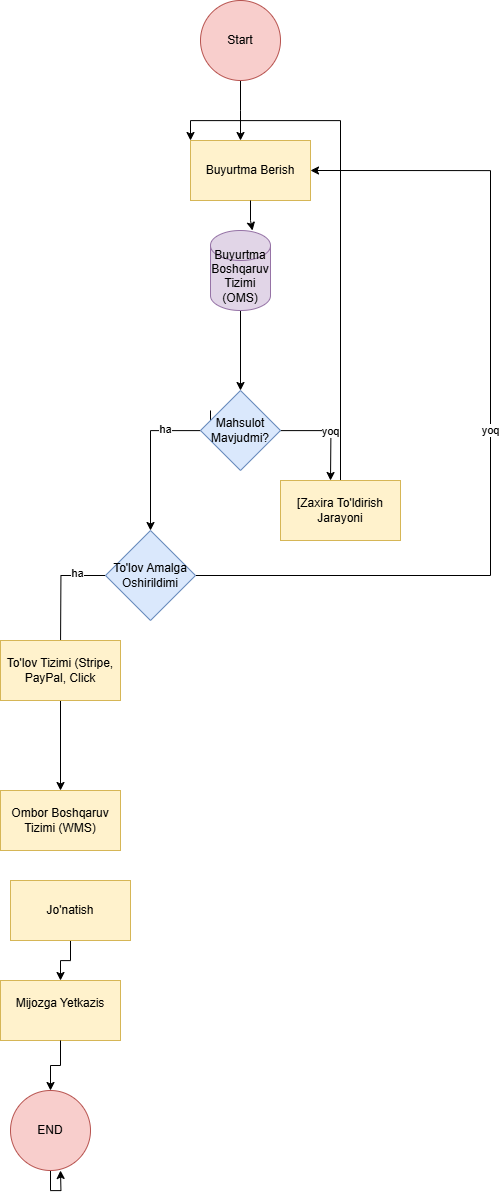 Start
Buyurtma Berish
Buyurtma
Boshqaruv
Tizimi
(OMS)
Mahsulot
Mavjudmi?
ha
yoq
yoq
[Zaxira To'ldirish
Jarayoni
To'lov Amalga
Oshirildimi
ha
To'lov Tizimi (Stripe,
PayPal, Click
Ombor Boshqaruv
Tizimi (WMS)
Jo'natish
Mijozga Yetkazis
END